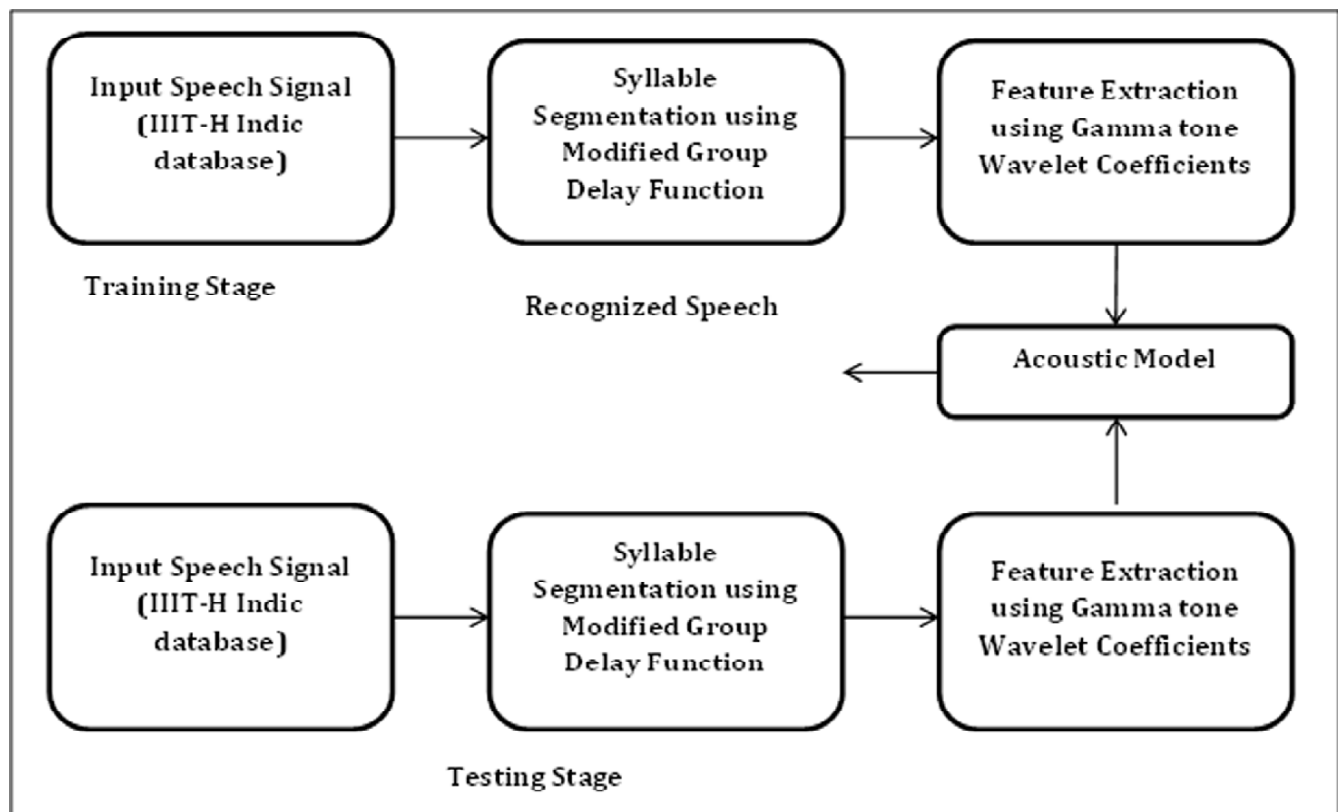 Input Speech Signal
(IIIT-H Indic
database)
Syllable
Segmentation using
Modified Group
Delay Function
Feature Extraction
using Gamma tone
Wavelet Coefficients
Training Stage
Recognized Speech
Acoustic Model
Input Speech Signal
(IIIT-H Indic
database)
Syllable
Segmentation using
Modified Group
Delay Function
Feature Extraction
using Gamma tone
Wavelet Coefficients
Testing Stage